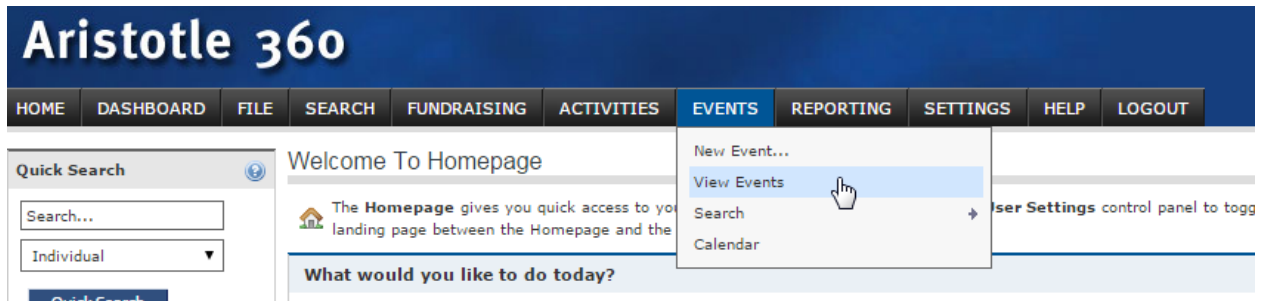 Aristotle 360
HOME DASHBOARD FILE SEARCH FUNDRAISING ACTIVITIES EVENTS REPORTING SETTINGS HELP LOGOUT
Quick Search
Search...
Individual
Quick Search
Welcome To Homepage
The Homepage gives you quick access to
User Settings control panel to
landing page between the Homepage and the
What would you like to do today?
New Event...
View Events
Search
Calendar